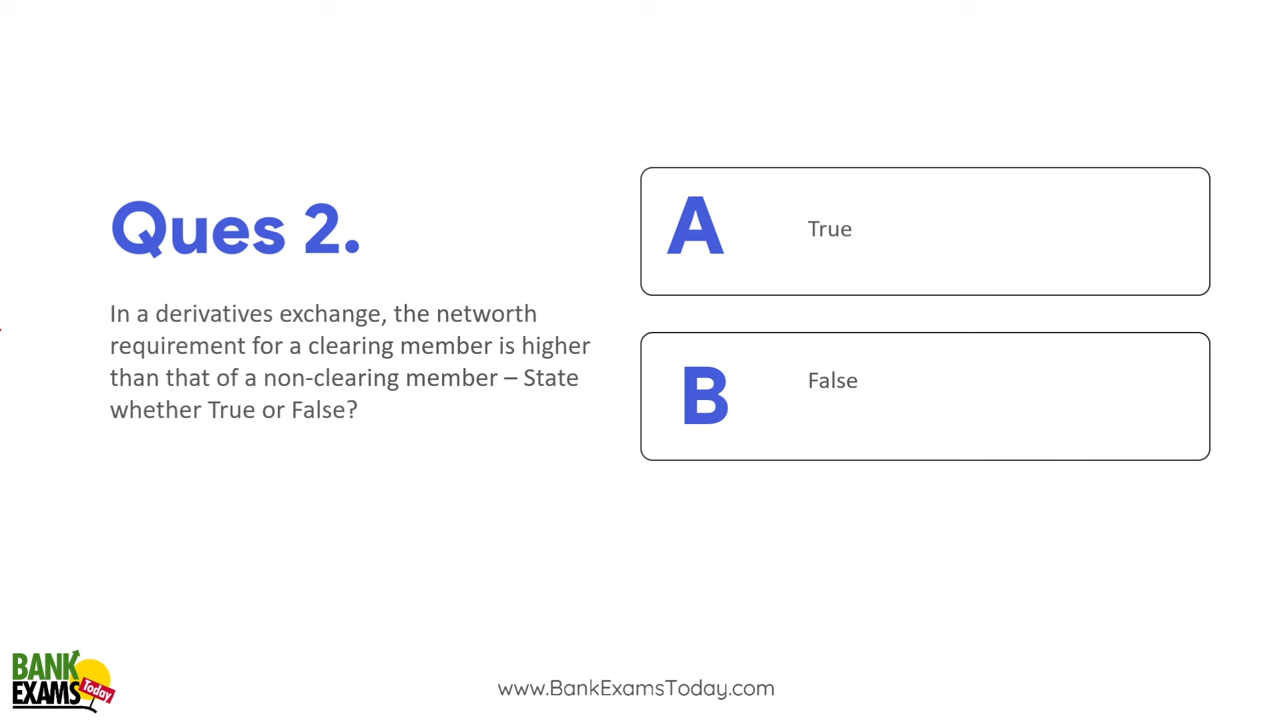 Ques 2.
In a derivatives exchange, the networth
requirement for a clearing member is higher
than that of a non-clearing member – State
whether True or False?
A True
B False
BANK
EXAMS
Today
www.BankExamsToday.com